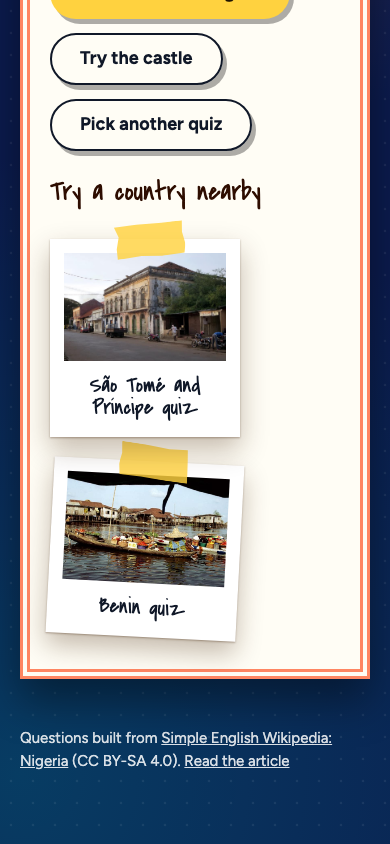 Try the castle
Pick another quiz
Try a country nearby
São Tomé and
Príncipe quiz
Benin quiz
Questions built from Simple English Wikipedia:
Nigeria (CC BY-SA 4.0). Read the article